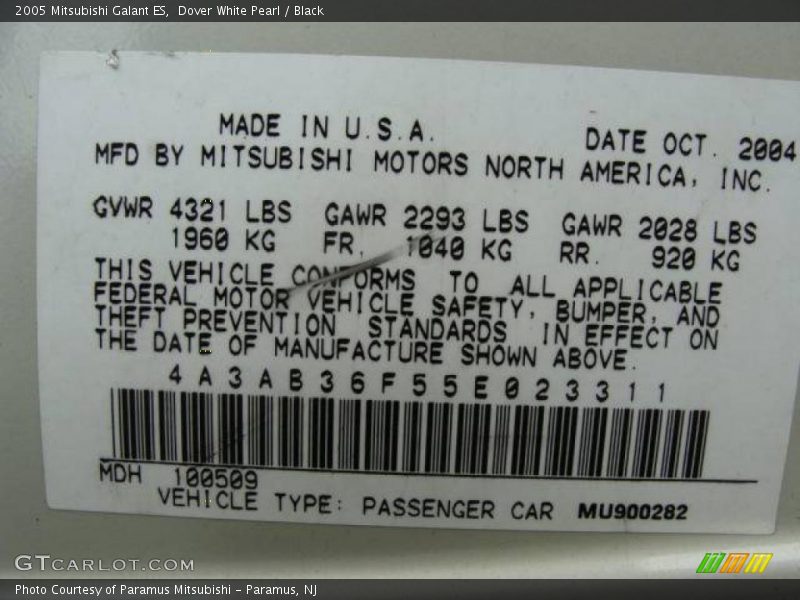 2005 Mitsubishi Galant ES,  Dover White Pearl / Black
MADE IN U.S.A. DATE OCT. 2004
MFD BY MITSUBISHI MOTORS NORTH AMERICA, INC.
GVWR 4321 LBS GAWR 2293 LBS GAWR 2028 LBS
1960 KG FR. 1040 KG RR. 920 KG
THIS VEHICLE CONFORMS TO ALL APPLICABLE
FEDERAL MOTOR VEHICLE SAFETY, BUMPER, AND
THEFT PREVENTION STANDARDS IN EFFECT ON
THE DATE OF MANUFACTURE SHOWN ABOVE.
4A3AB36F55E023311
MDH 100509
VEHICLE TYPE: PASSENGER CAR MU900282
GTCARLOT.COM
Photo Courtesy of Paramus Mitsubishi - Paramus, NJ